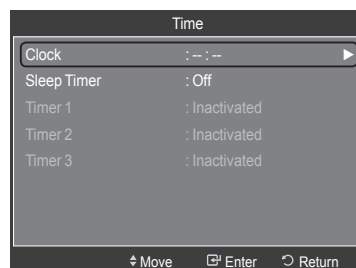 Time
Clock : -- : --
Sleep Timer : Off
Timer 1 : Inactivated
Timer 2 : Inactivated
Timer 3 : Inactivated
Move Enter Return